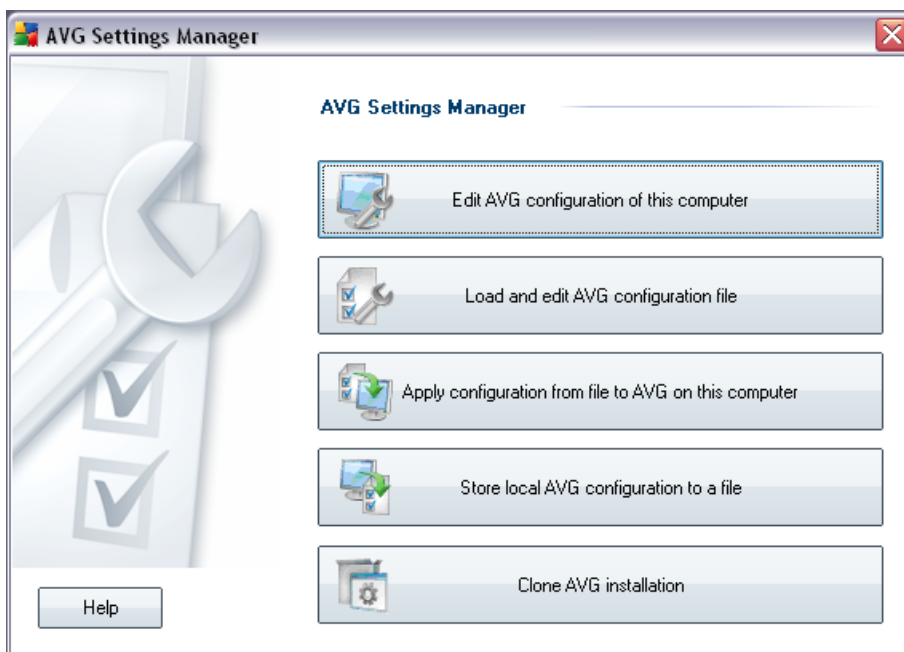 AVG Settings Manager
AVG Settings Manager
Edit AVG configuration of this computer
Load and edit AVG configuration file
Apply configuration from file to AVG on this computer
Store local AVG configuration to a file
Clone AVG installation
Help